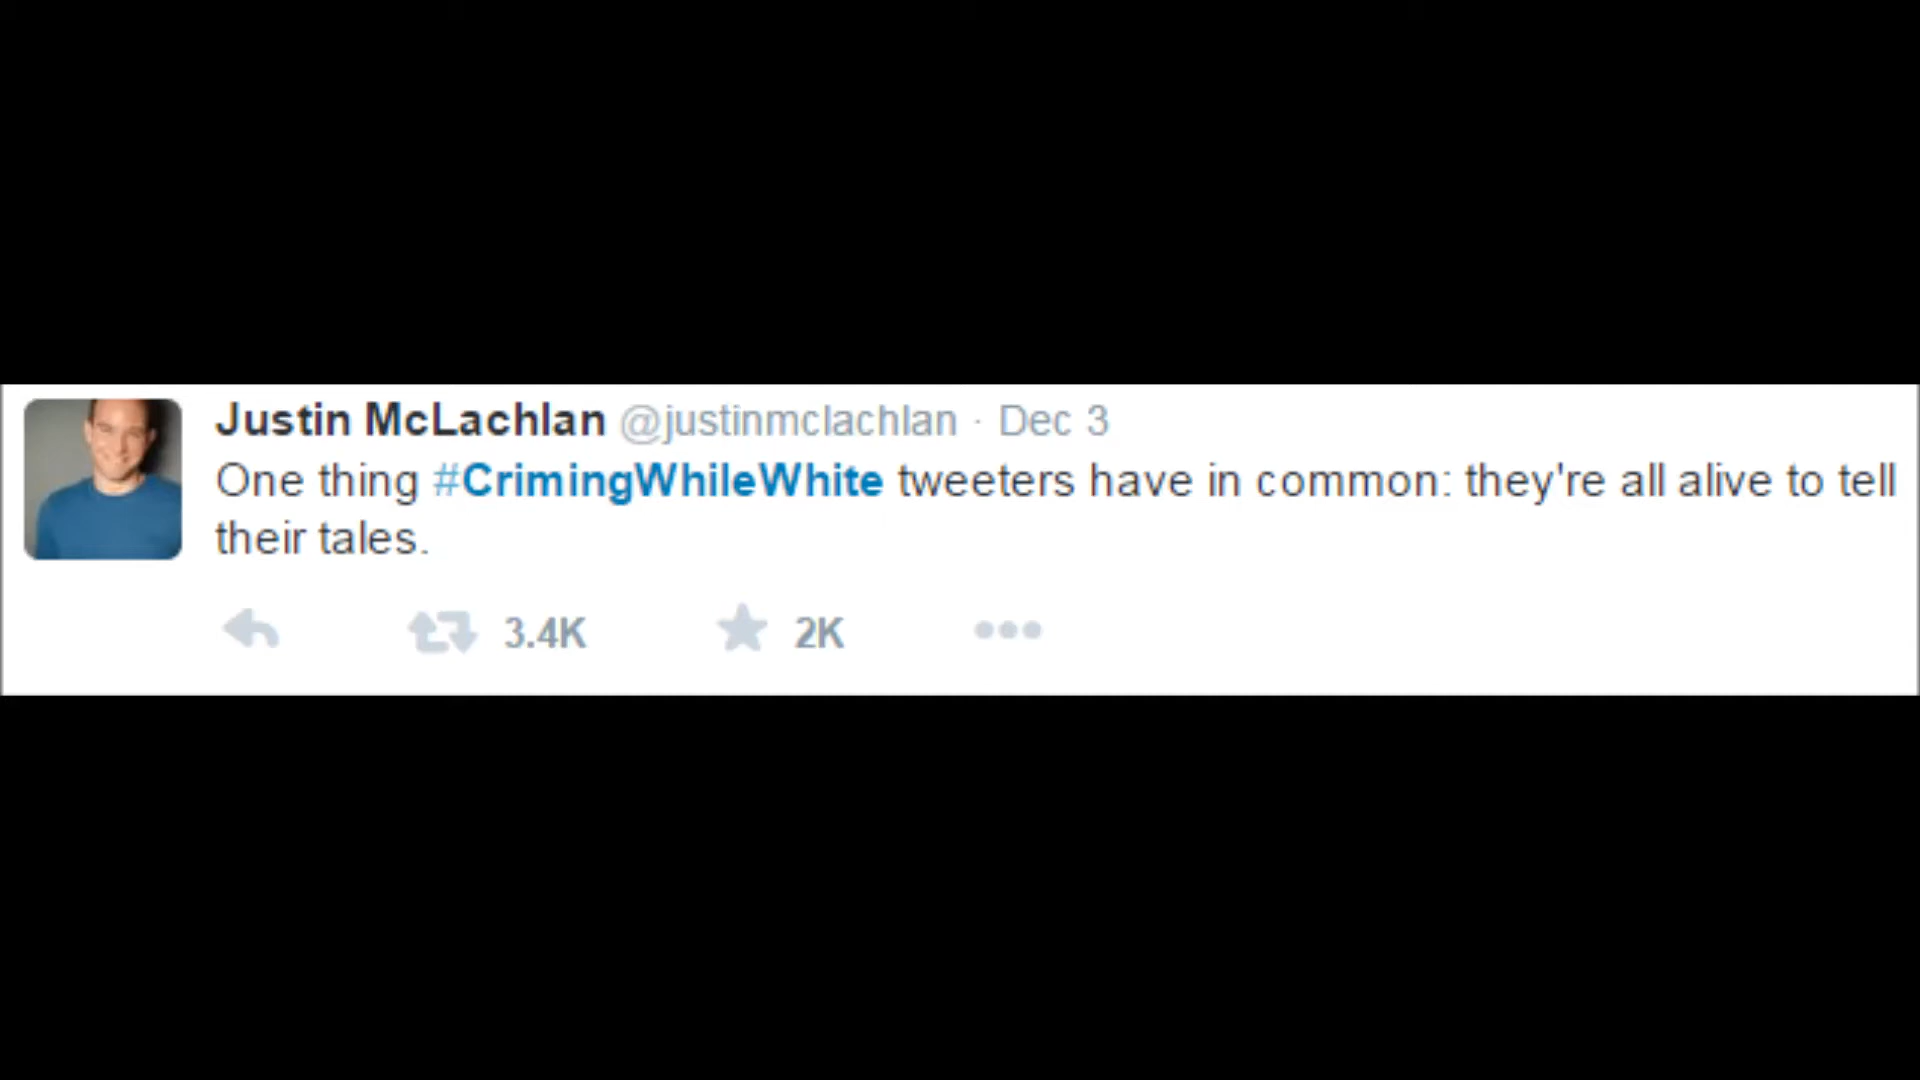 Justin McLachlan @justinmclachlan · Dec 3
One thing #CrimingWhileWhite tweeters have in common: they're all alive to tell
their tales.
3.4K 2K